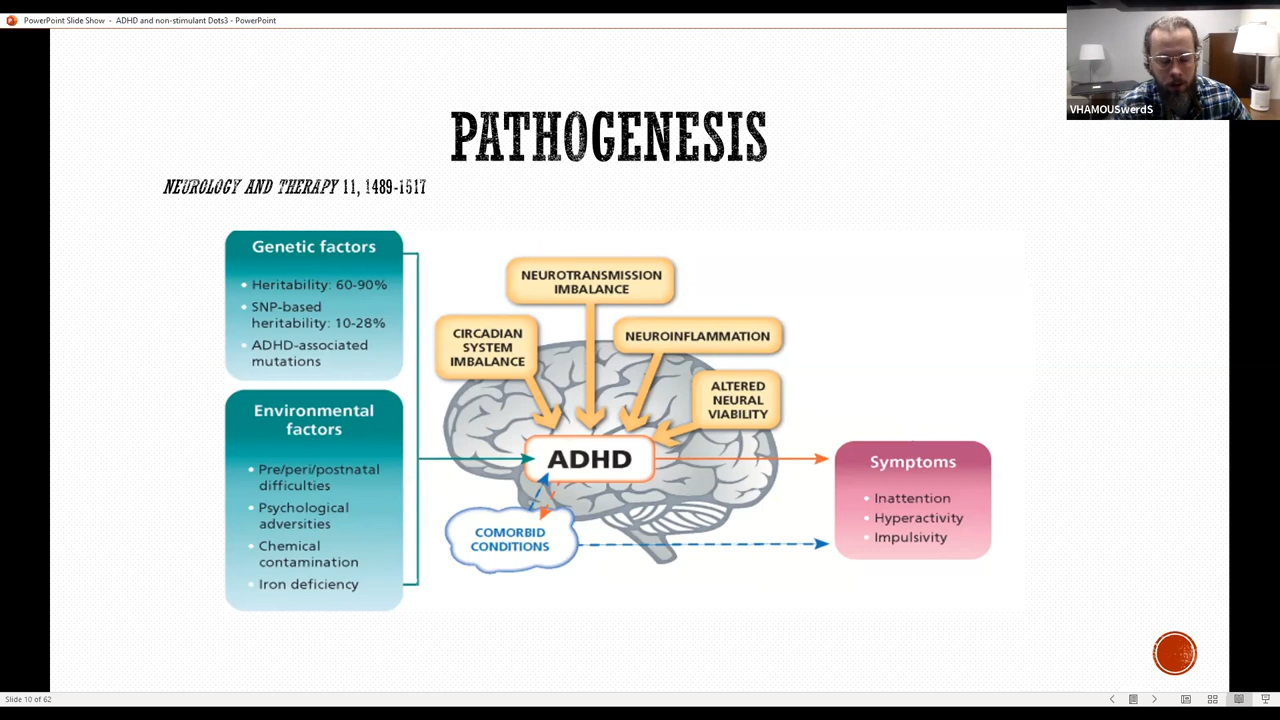 PowerPoint Slide Show - ADHD and non-stimulant Dots3 - PowerPoint
VHAMOUSwerdS
PATHOGENESIS
NEUROLOGY AND THERAPY 11, 1489-1517
Genetic factors
• Heritability: 60-90%
• SNP-based
heritability: 10-28%
• ADHD-associated
mutations
Environmental
factors
• Pre/peri/postnatal
difficulties
• Psychological
adversities
• Chemical
contamination
• Iron deficiency
NEUROTRANSMISSION
IMBALANCE
CIRCADIAN
SYSTEM
IMBALANCE
NEUROINFLAMMATION
ALTERED
NEURAL
VIABILITY
ADHD
COMORBID
CONDITIONS
Symptoms
• Inattention
• Hyperactivity
• Impulsivity
Slide 10 of 62